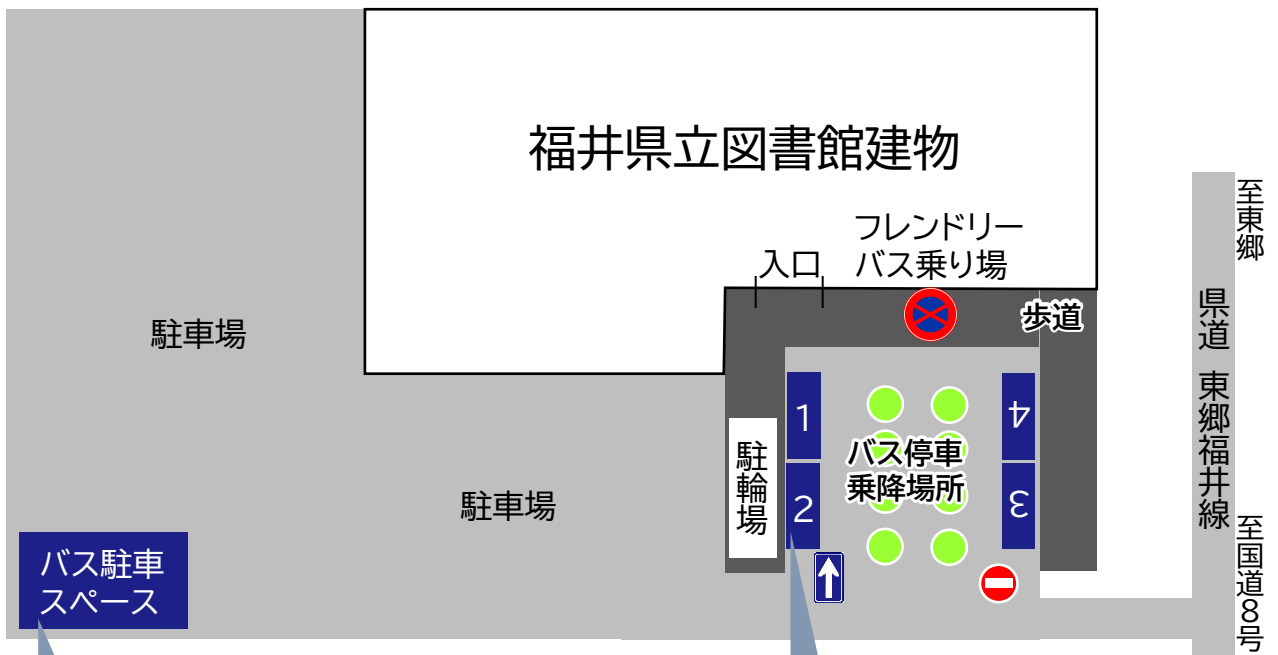 福井県立図書館建物
フレンドリー
バス乗り場
入口
歩道
駐車場
駐車場
駐輪場
1
2
バス停車
乗降場所
4
3
バス駐車
スペース
至東郷
県道 東郷福井線
至国道8号